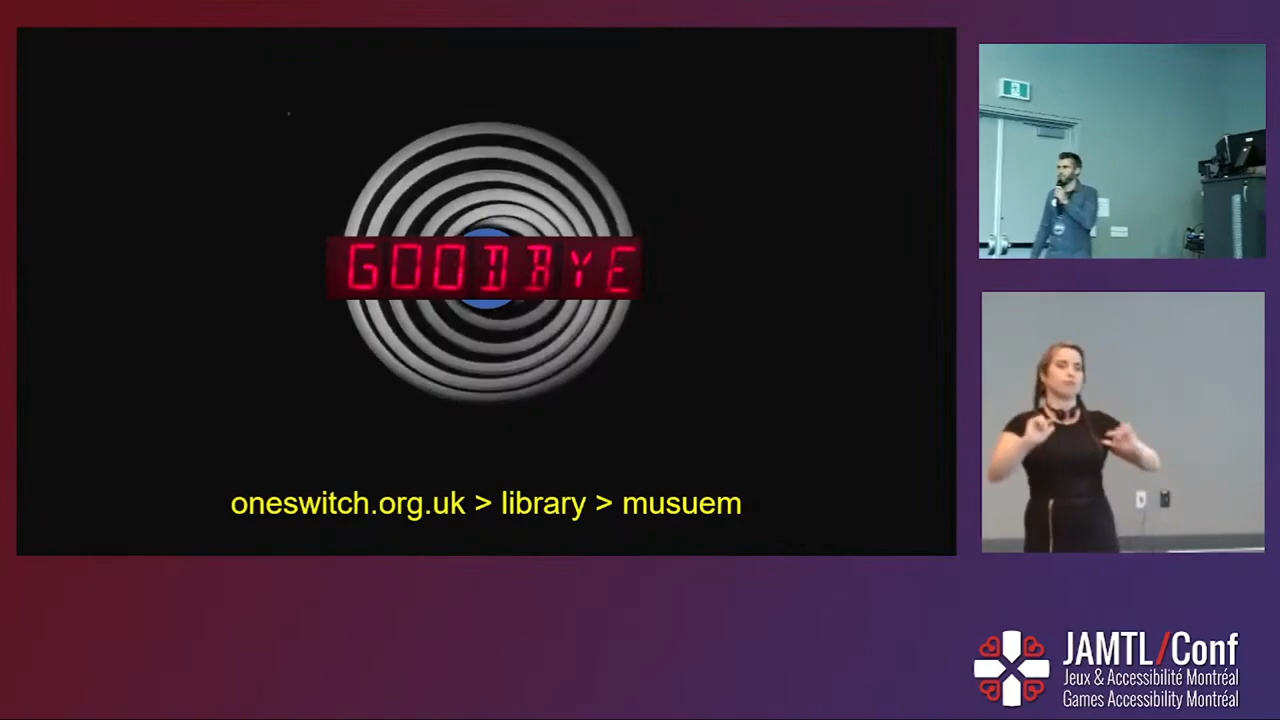 GOODBYE
oneswitch.org.uk > library > musuem
JAMTL/Conf
Jeux & Accessibilité Montréal
Games Accessibility Montréal